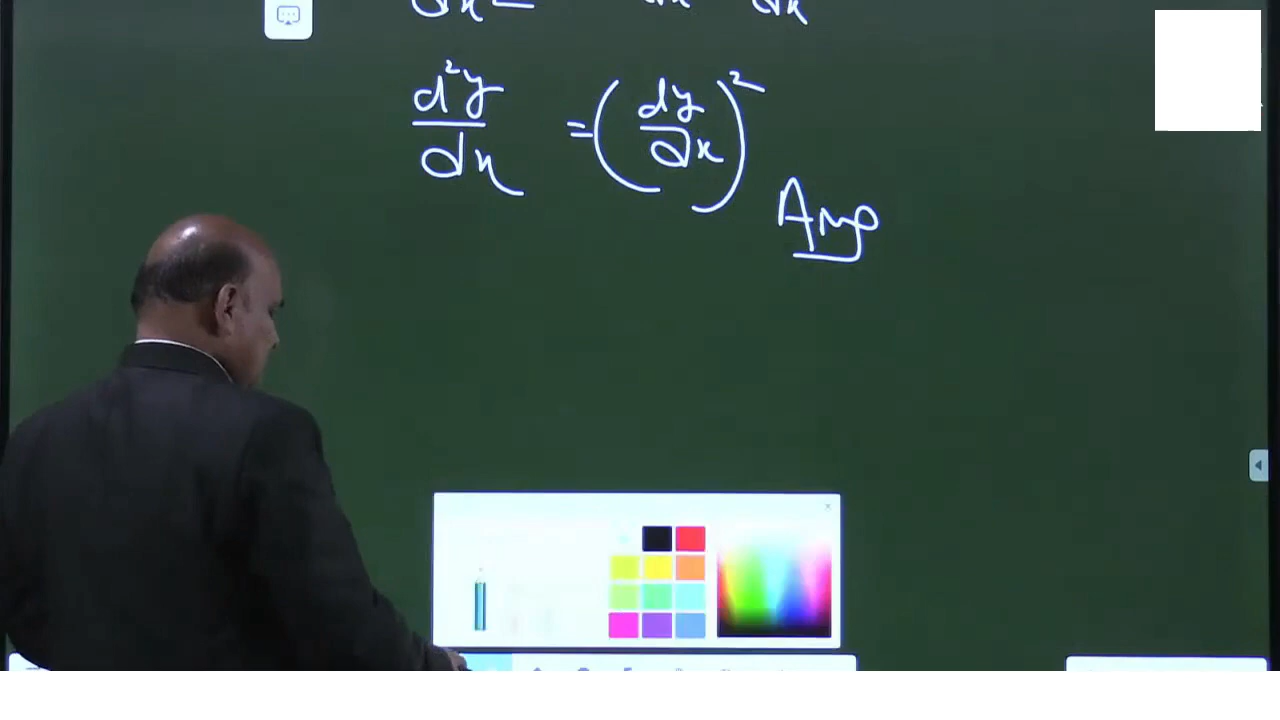 d²y/dx = (dy/dx)²
Ans